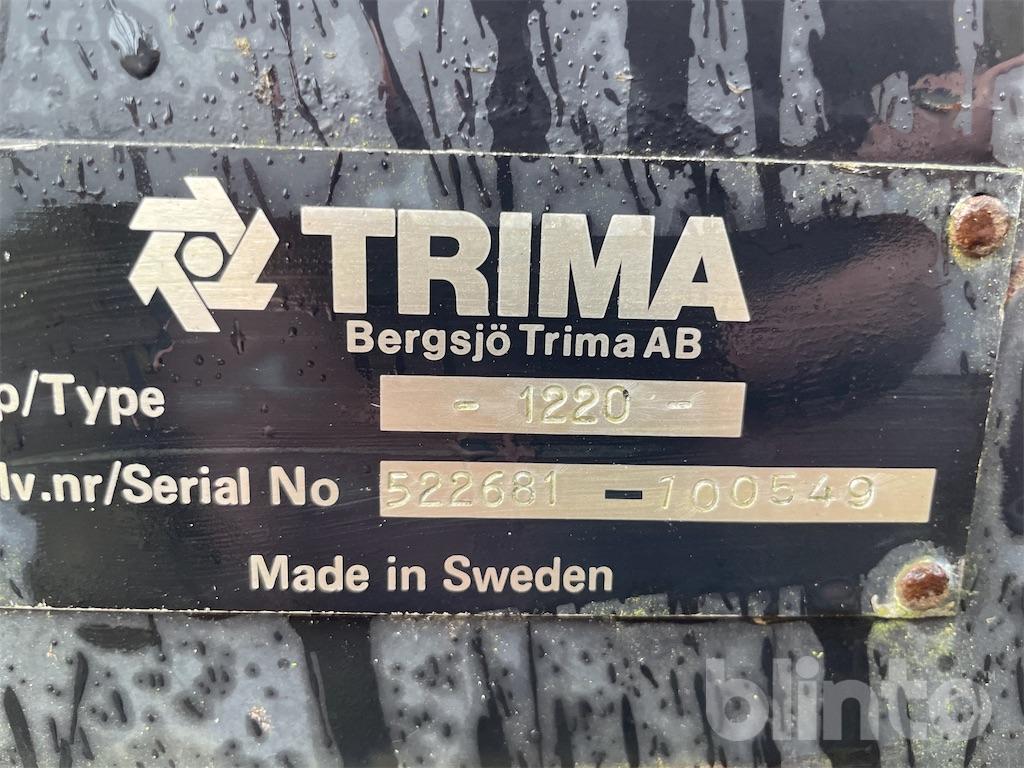 TRIMA
Bergsjö Trima AB
p/Type - 1220 -
lv.nr/Serial No 522681 - 100549
Made in Sweden
blinto